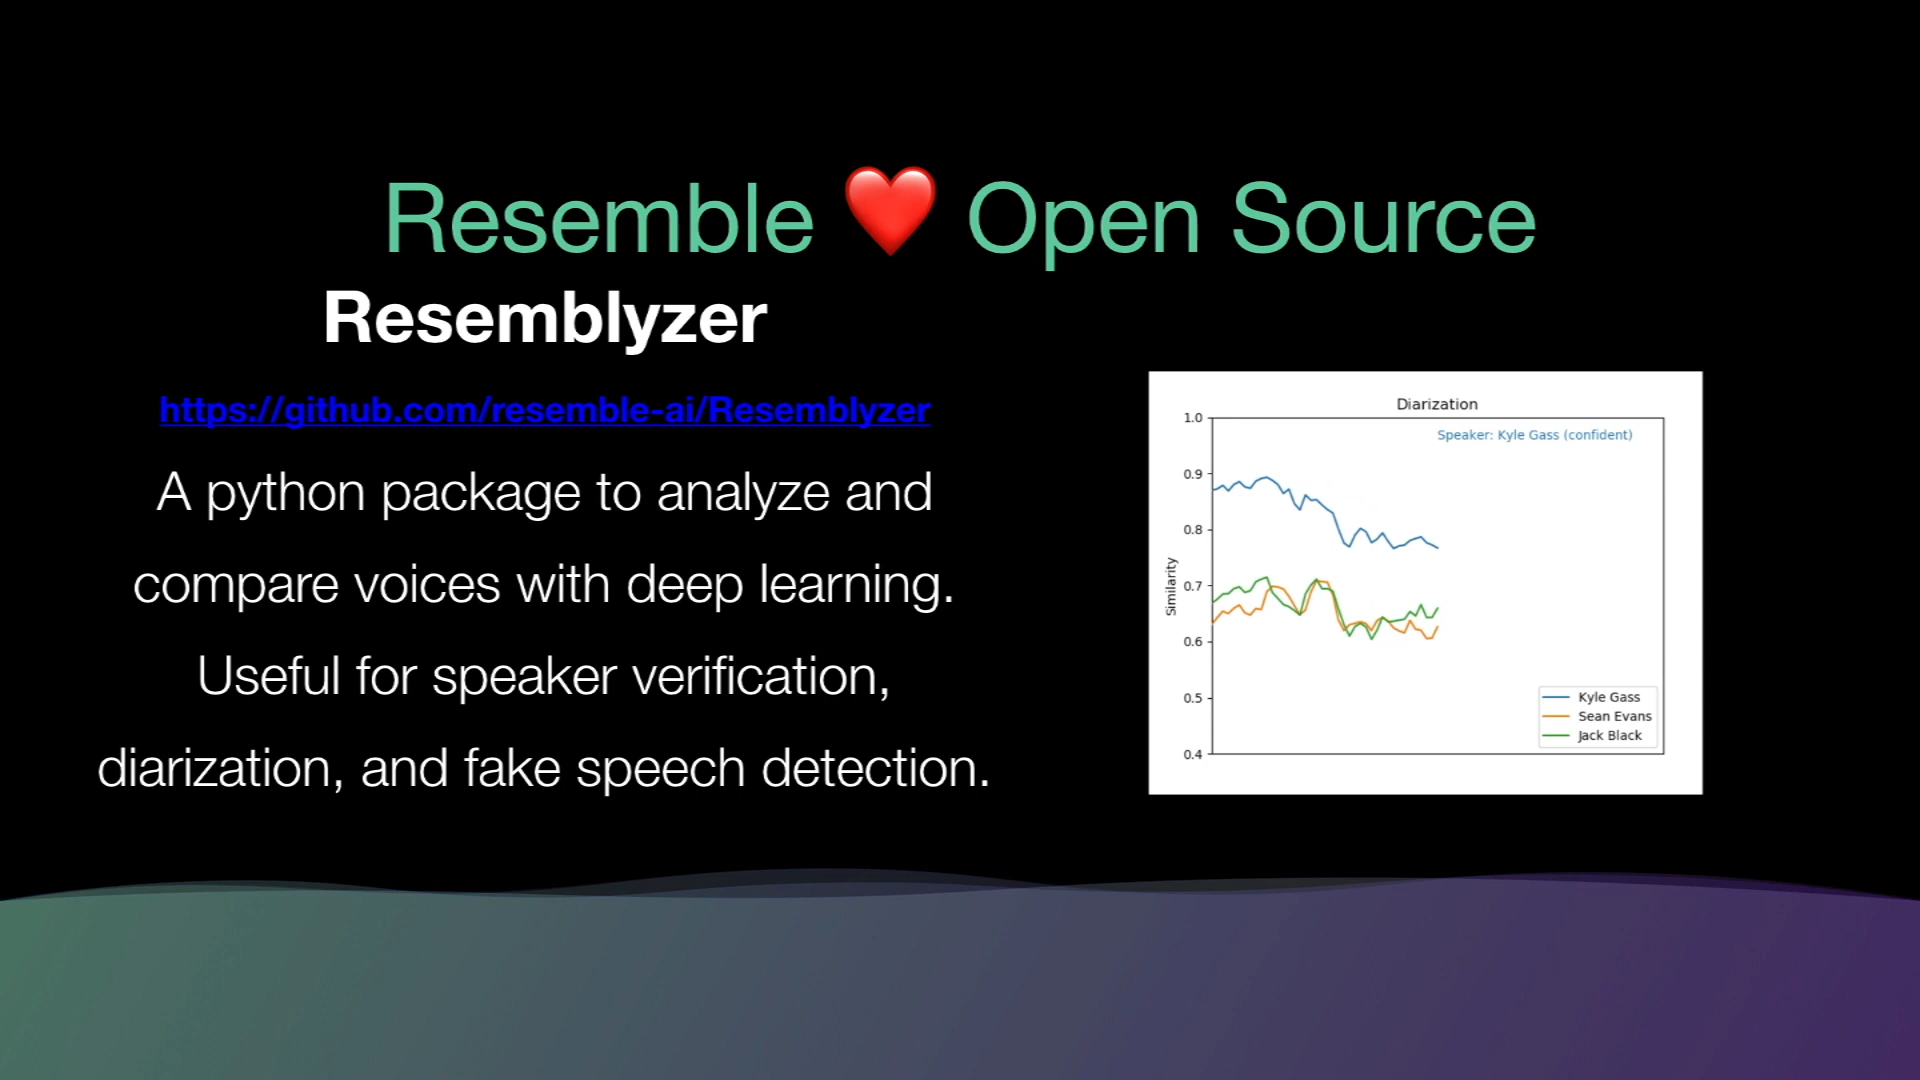 Resemble ❤️ Open Source
Resemblyzer
https://github.com/resemble-ai/Resemblyzer
A python package to analyze and
compare voices with deep learning.
Useful for speaker verification,
diarization, and fake speech detection.
Diarization
Speaker: Kyle Gass (confident)
1.0
0.9
0.8
0.7
0.6
0.5
0.4
Similarity
Kyle Gass
Sean Evans
Jack Black